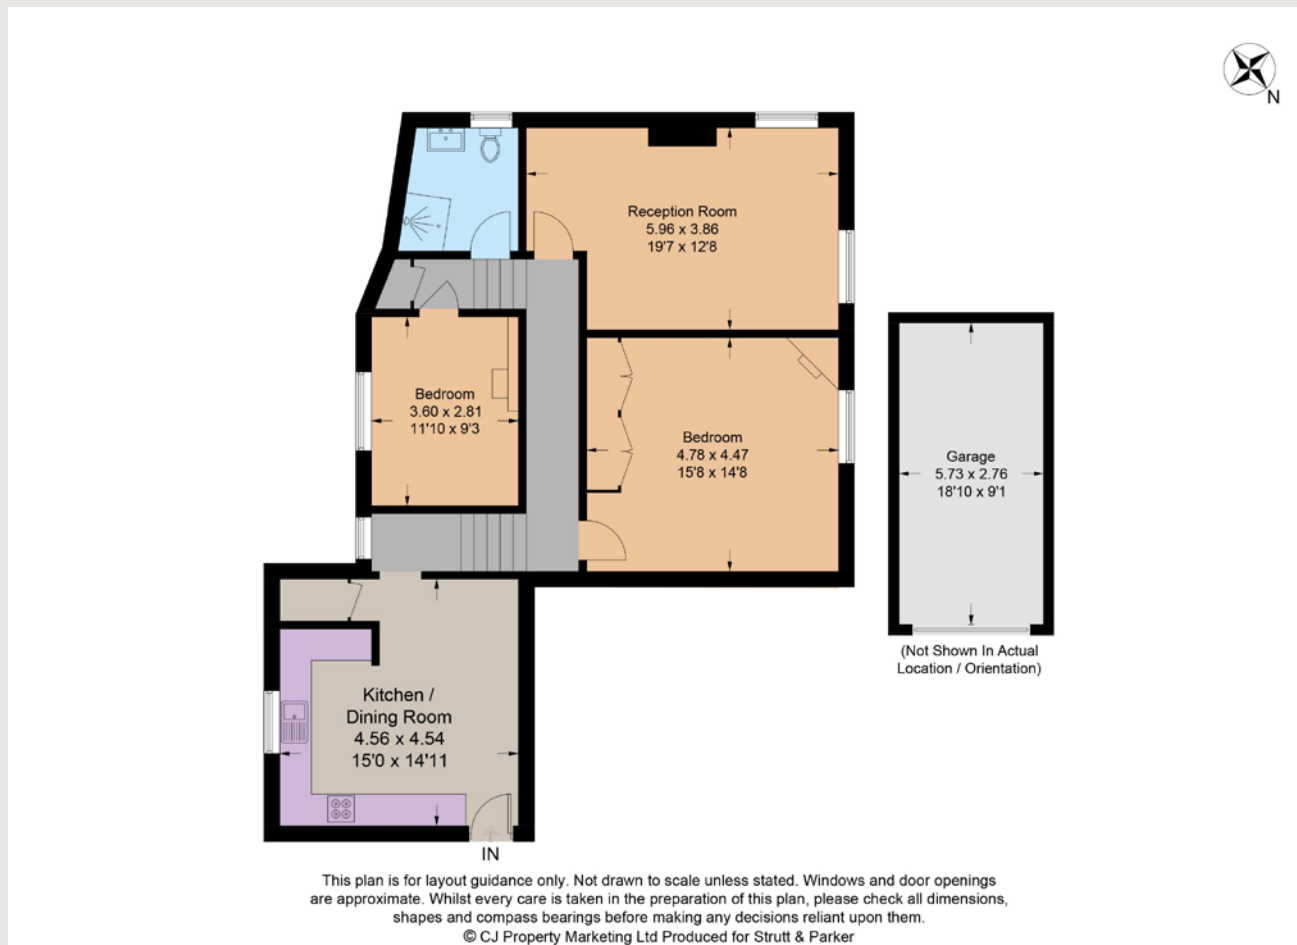 N
Reception Room
5.96 x 3.86
19'7 x 12'8
Bedroom
3.60 x 2.81
11'10 x 9'3
Bedroom
4.78 x 4.47
15'8 x 14'8
Garage
5.73 x 2.76
18'10 x 9'1
(Not Shown In Actual
Location / Orientation)
Kitchen /
Dining Room
4.56 x 4.54
15'0 x 14'11
IN
This plan is for layout guidance only. Not drawn to scale unless stated. Windows and door openings
are approximate. Whilst every care is taken in the preparation of this plan, please check all dimensions,
shapes and compass bearings before making any decisions reliant upon them.
© CJ Property Marketing Ltd Produced for Strutt & Parker